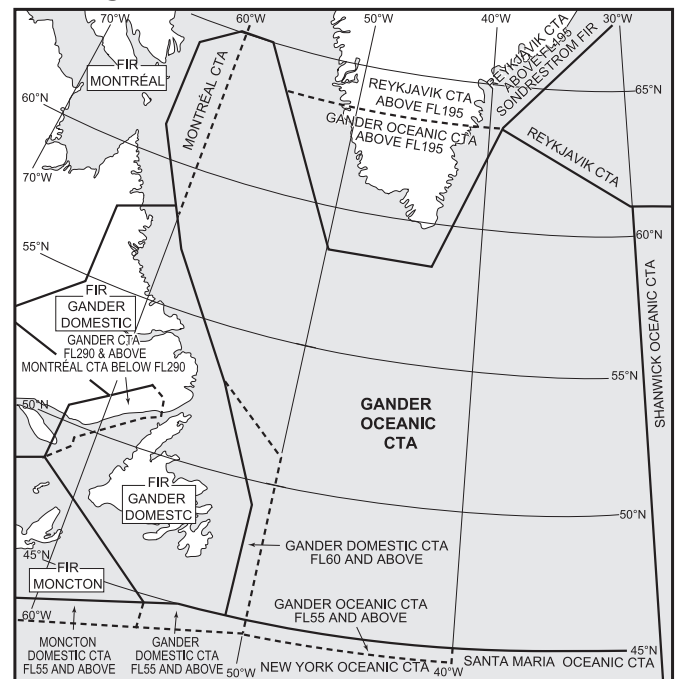 70°W
60°W
50°W
40°W
30°W
FIR
MONTRÉAL
MONTRÉAL CTA
REYKJAVIK CTA
ABOVE FL195
GANDER OCEANIC CTA
ABOVE FL195
REYKJAVIK CTA
ABOVE FL195
SONDRESTROM FIR
65°N
REYKJAVIK CTA
60°N
70°W
60°N
55°N
FIR
GANDER
DOMESTIC
GANDER CTA
FL290 & ABOVE
MONTRÉAL CTA BELOW FL290
SHANWICK OCEANIC CTA
55°N
50°N
GANDER
OCEANIC
CTA
FIR
GANDER
DOMESTC
50°N
45°N
FIR
MONCTON
GANDER DOMESTIC CTA
FL60 AND ABOVE
GANDER OCEANIC CTA
FL55 AND ABOVE
60°W
MONCTON
DOMESTIC CTA
FL55 AND ABOVE
GANDER
DOMESTIC CTA
FL55 AND ABOVE
50°W
NEW YORK OCEANIC CTA
40°W
SANTA MARIA OCEANIC CTA
45°N